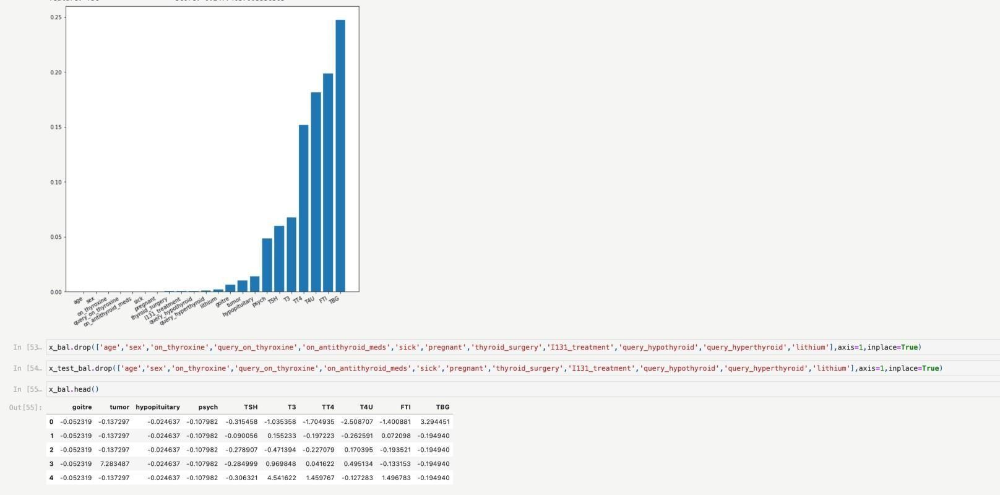 0.25
0.20
0.15
0.10
0.05
0.00
age
sex
on_thyroxine
query_on_thyroxine
on_antithyroid_meds
sick
pregnant
thyroid_surgery
I131_treatment
query_hypothyroid
query_hyperthyroid
lithium
goitre
tumor
hypopituitary
psych
TSH
T3
TT4
T4U
FTI
TBG
In [53… x_bal.drop(['age','sex','on_thyroxine','query_on_thyroxine','on_antithyroid_meds','sick','pregnant','thyroid_surgery','I131_treatment','query_hypothyroid','query_hyperthyroid','lithium'],axis=1,inplace=True)
In [54… x_test_bal.drop(['age','sex','on_thyroxine','query_on_thyroxine','on_antithyroid_meds','sick','pregnant','thyroid_surgery','I131_treatment','query_hypothyroid','query_hyperthyroid','lithium'],axis=1,inplace=True)
In [55… x_bal.head()
Out[55]: goitre tumor hypopituitary psych TSH T3 TT4 T4U FTI TBG
0 -0.052319 -0.137297 -0.024637 -0.107982 -0.315458 -1.035358 -1.704935 -2.508707 -1.400881 3.294451
1 -0.052319 -0.137297 -0.024637 -0.107982 -0.090056 0.155233 -0.197223 -0.262591 0.072098 -0.194940
2 -0.052319 -0.137297 -0.024637 -0.107982 -0.278907 -0.471394 -0.227079 0.170395 -0.193521 -0.194940
3 -0.052319 7.283487 -0.024637 -0.107982 -0.284999 0.969848 0.041622 0.495134 -0.133153 -0.194940
4 -0.052319 -0.137297 -0.024637 -0.107982 -0.306321 4.541622 1.459767 -0.127283 1.496783 -0.194940